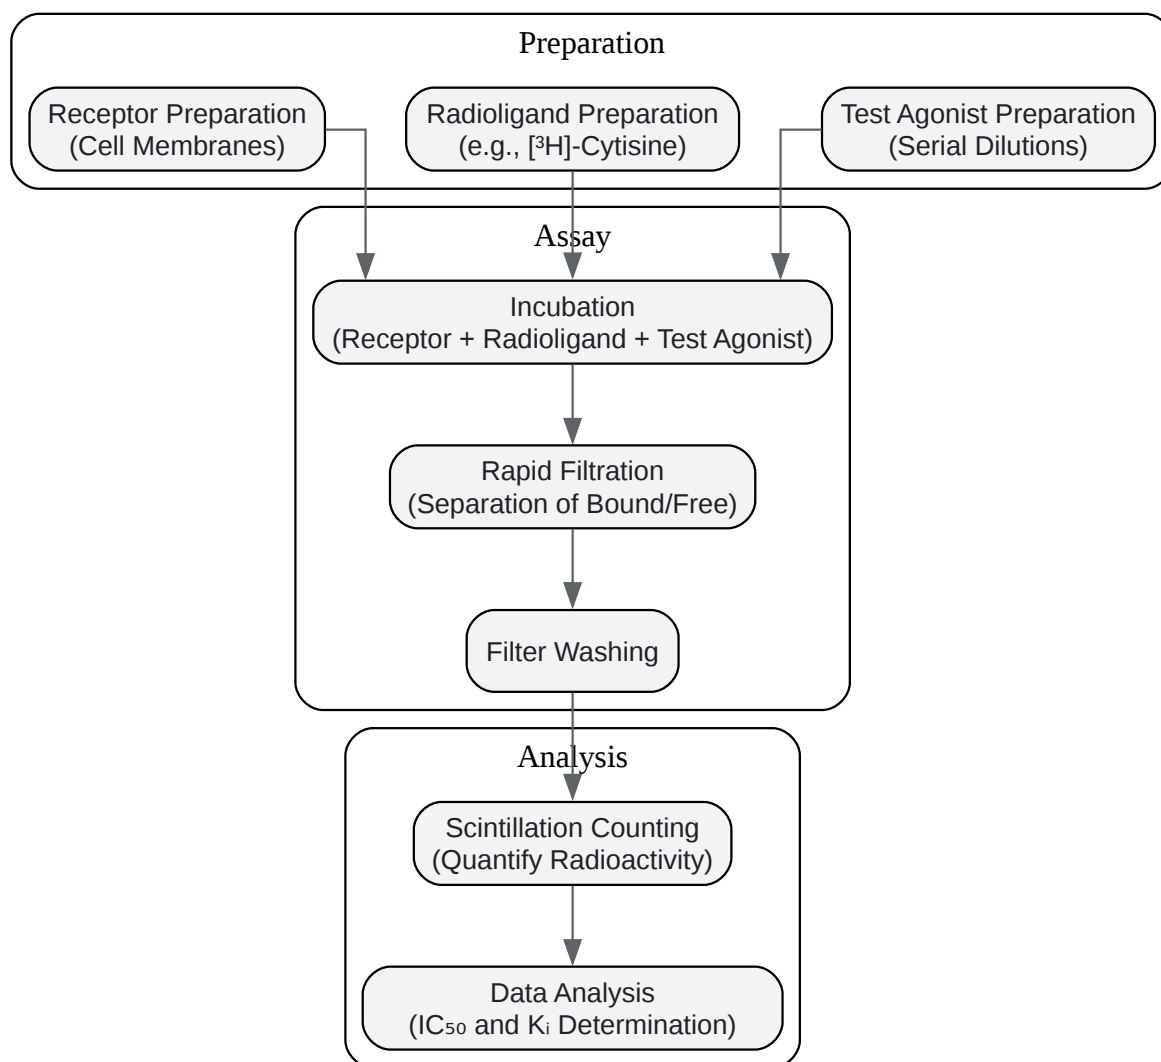 Preparation
Receptor Preparation
(Cell Membranes)
Radioligand Preparation
(e.g., [³H]-Cytisine)
Test Agonist Preparation
(Serial Dilutions)
Assay
Incubation
(Receptor + Radioligand + Test Agonist)
Rapid Filtration
(Separation of Bound/Free)
Filter Washing
Analysis
Scintillation Counting
(Quantify Radioactivity)
Data Analysis
(IC₅₀ and Kᵢ Determination)